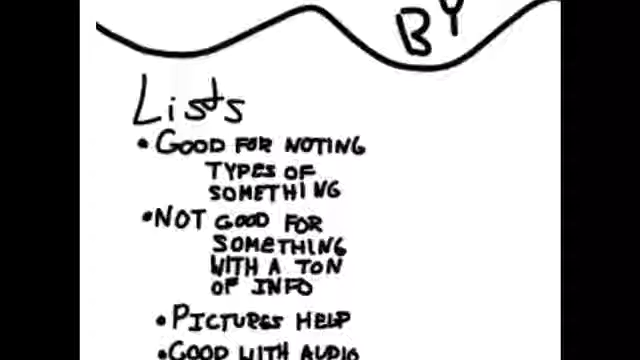 BY
Lists
• GOOD FOR NOTING
TYPES OF
SOMETHING
• NOT GOOD FOR
SOMETHING
WITH A TON
OF INFO
• PICTURES HELP
• GOOD WITH AUDIO